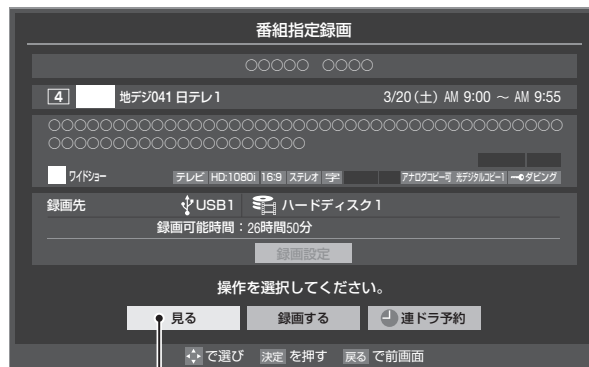 番組指定録画
○○○○○ ○○○○
4 地デジ041 日テレ1 3/20(土) AM 9:00 ～ AM 9:55
○○○○○○○○○○○○○○○○○○○○○○○○○○○○○○○○
○○○○○○○○○○○○○○○○○○○○
ワイドショー テレビ HD:1080i 16:9 ステレオ 字 アナログコピー可 光デジタルコピー1 ダビング
録画先 USB1 ハードディスク1
録画可能時間：26時間50分
録画設定
操作を選択してください。
見る 録画する 連ドラ予約
で選び 決定 を押す 戻る で前画面